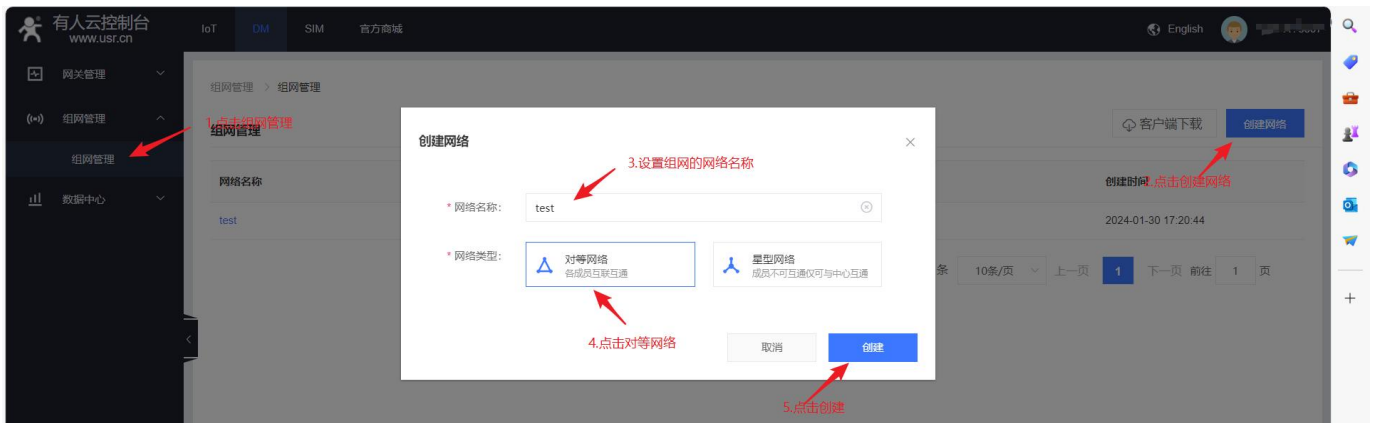 有人云控制台
www.usr.cn
IoT DM SIM 官方商城
English
网关管理
组网管理
组网管理
数据中心
组网管理 > 组网管理
1.点击组网管理
组网管理
客户端下载
创建网络
2.点击创建网络
网络名称
创建时间
test
2024-01-30 17:20:44
条 10条/页 上一页 1 下一页 前往 1 页
创建网络
3.设置组网的网络名称
* 网络名称: test
* 网络类型:
对等网络
各成员互联互通
星型网络
成员不可互通仅可与中心互通
4.点击对等网络
取消
创建
5.点击创建